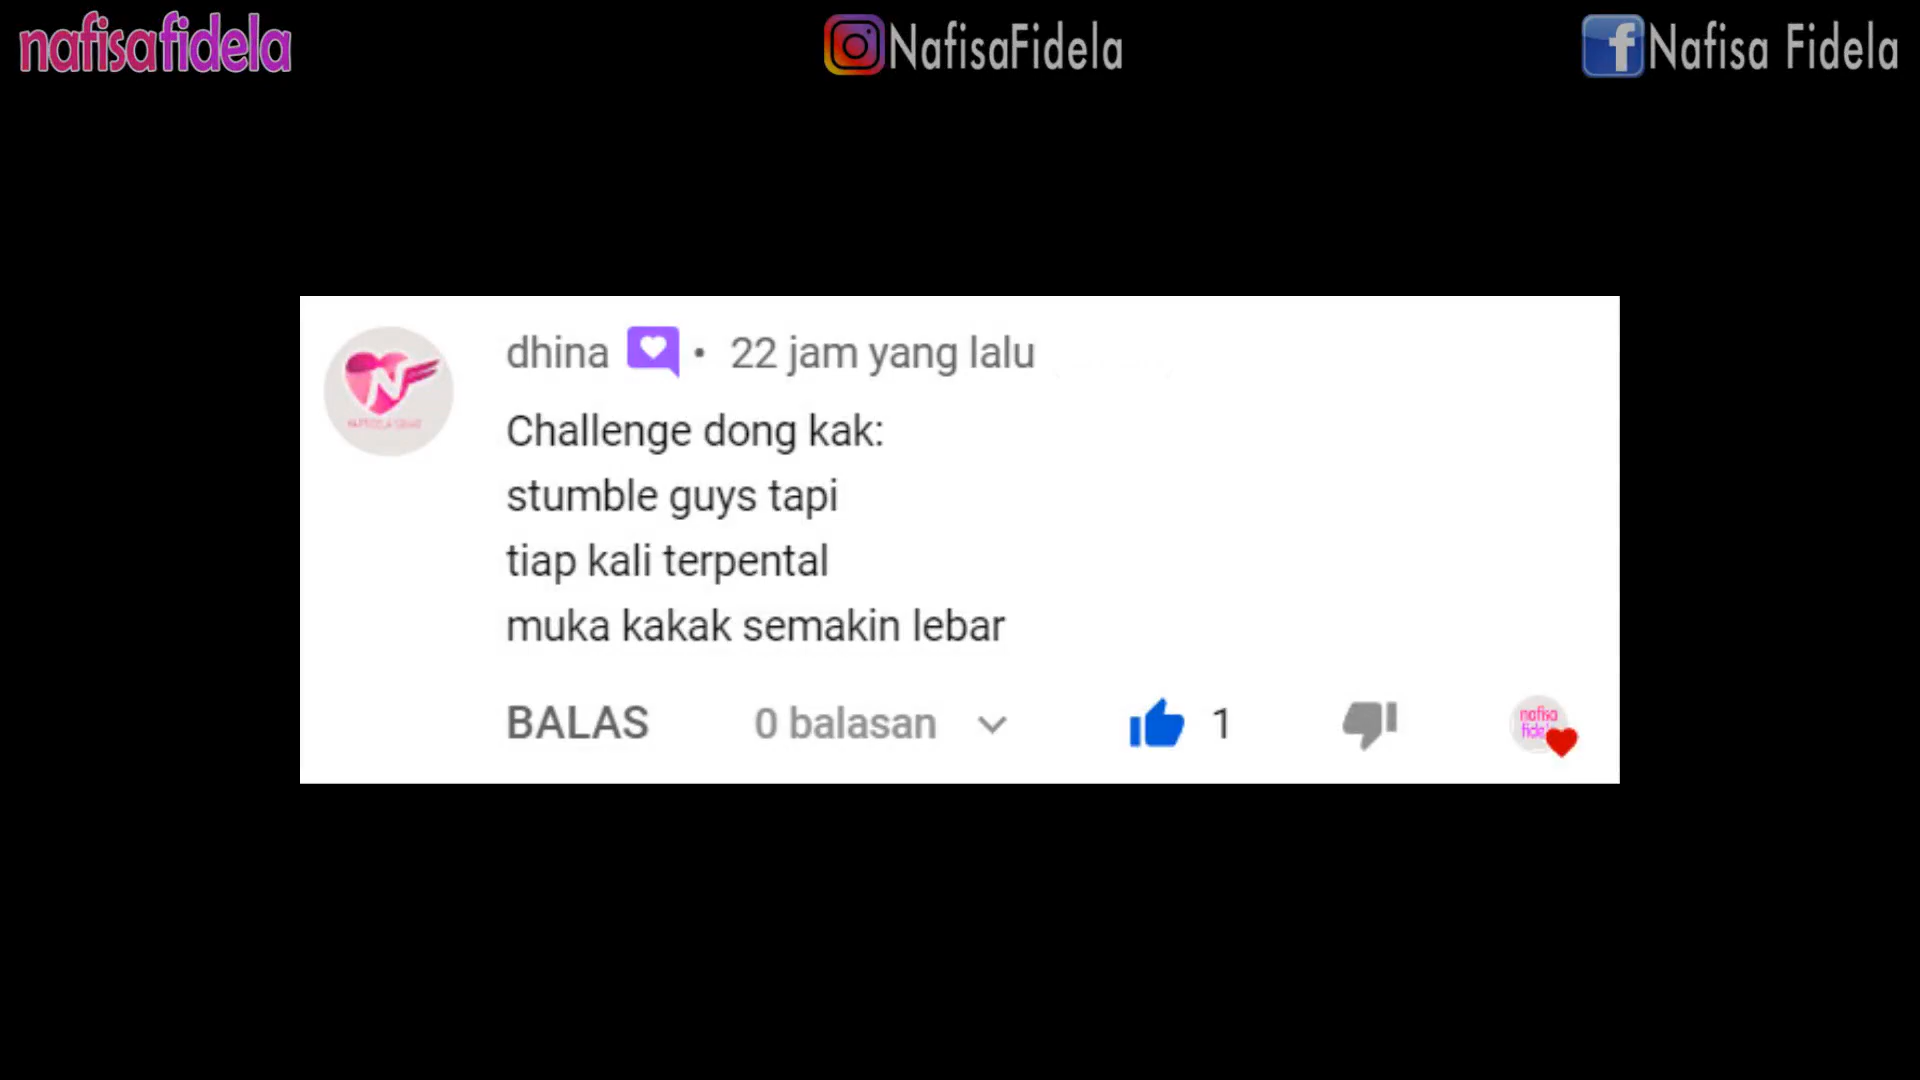 nafisafidela
NafisaFidela
Nafisa Fidela
dhina • 22 jam yang lalu
Challenge dong kak:
stumble guys tapi
tiap kali terpental
muka kakak semakin lebar
BALAS 0 balasan 1
nafisa